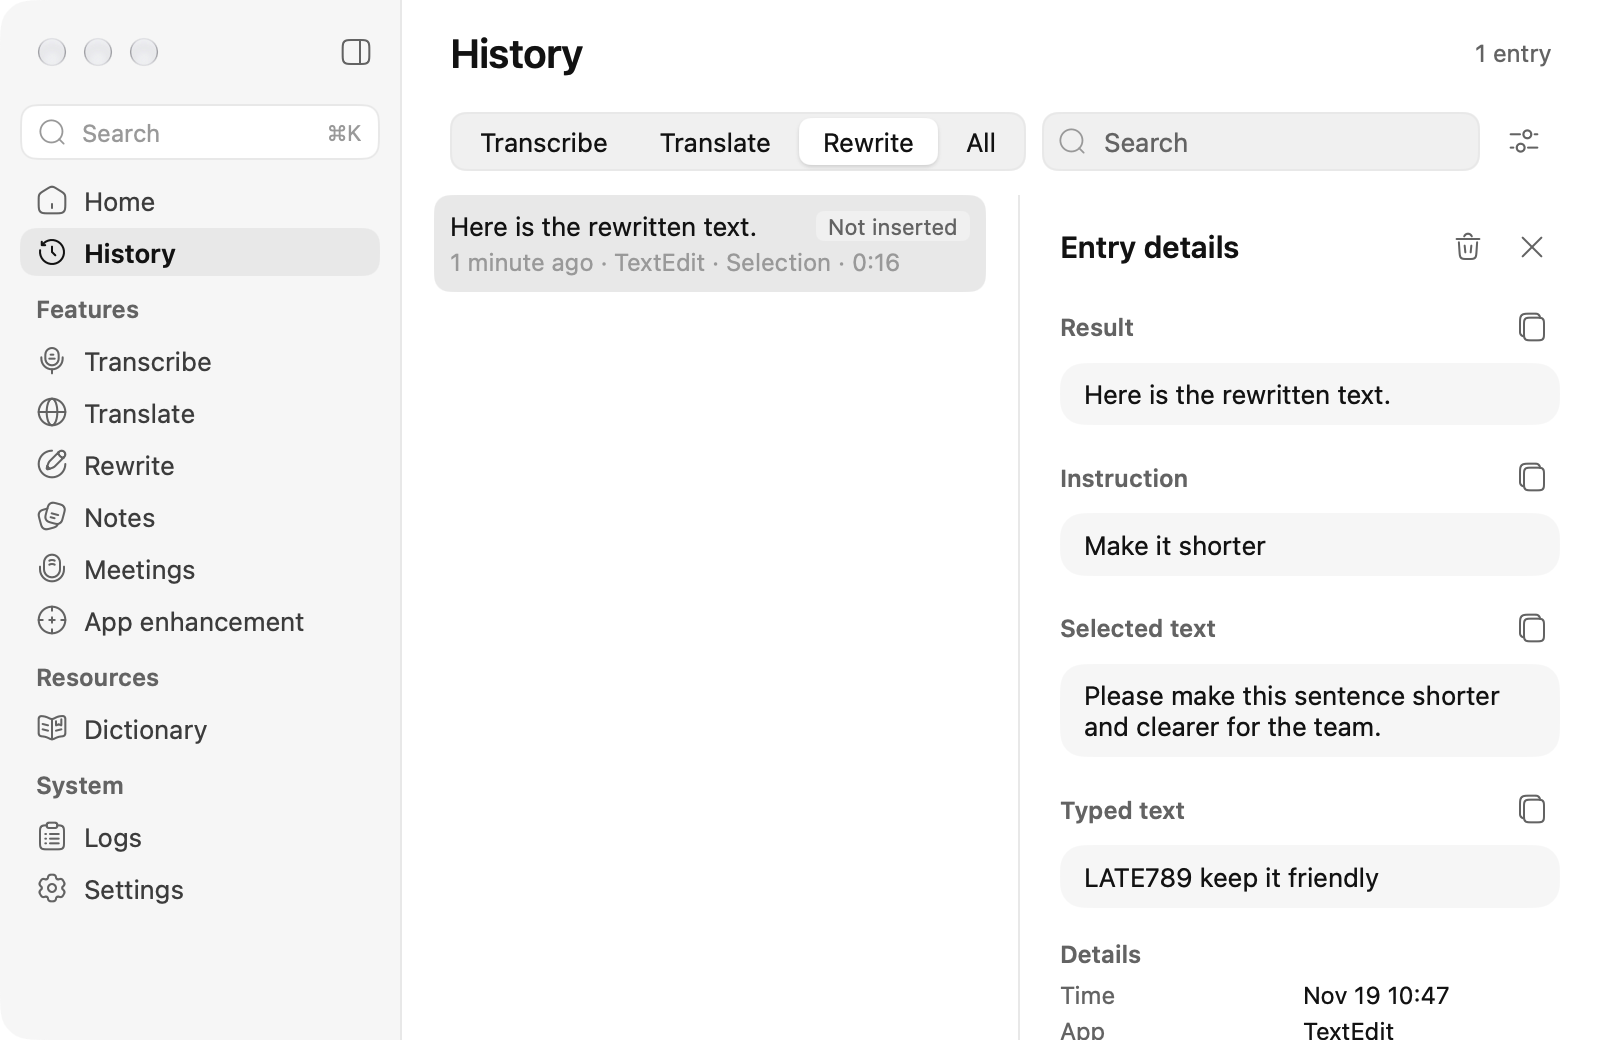 Search ⌘K
Home
History
Features
Transcribe
Translate
Rewrite
Notes
Meetings
App enhancement
Resources
Dictionary
System
Logs
Settings
History
1 entry
Transcribe Translate Rewrite All
Search
Here is the rewritten text. Not inserted
1 minute ago · TextEdit · Selection · 0:16
Entry details
Result
Here is the rewritten text.
Instruction
Make it shorter
Selected text
Please make this sentence shorter
and clearer for the team.
Typed text
LATE789 keep it friendly
Details
Time Nov 19 10:47
App TextEdit